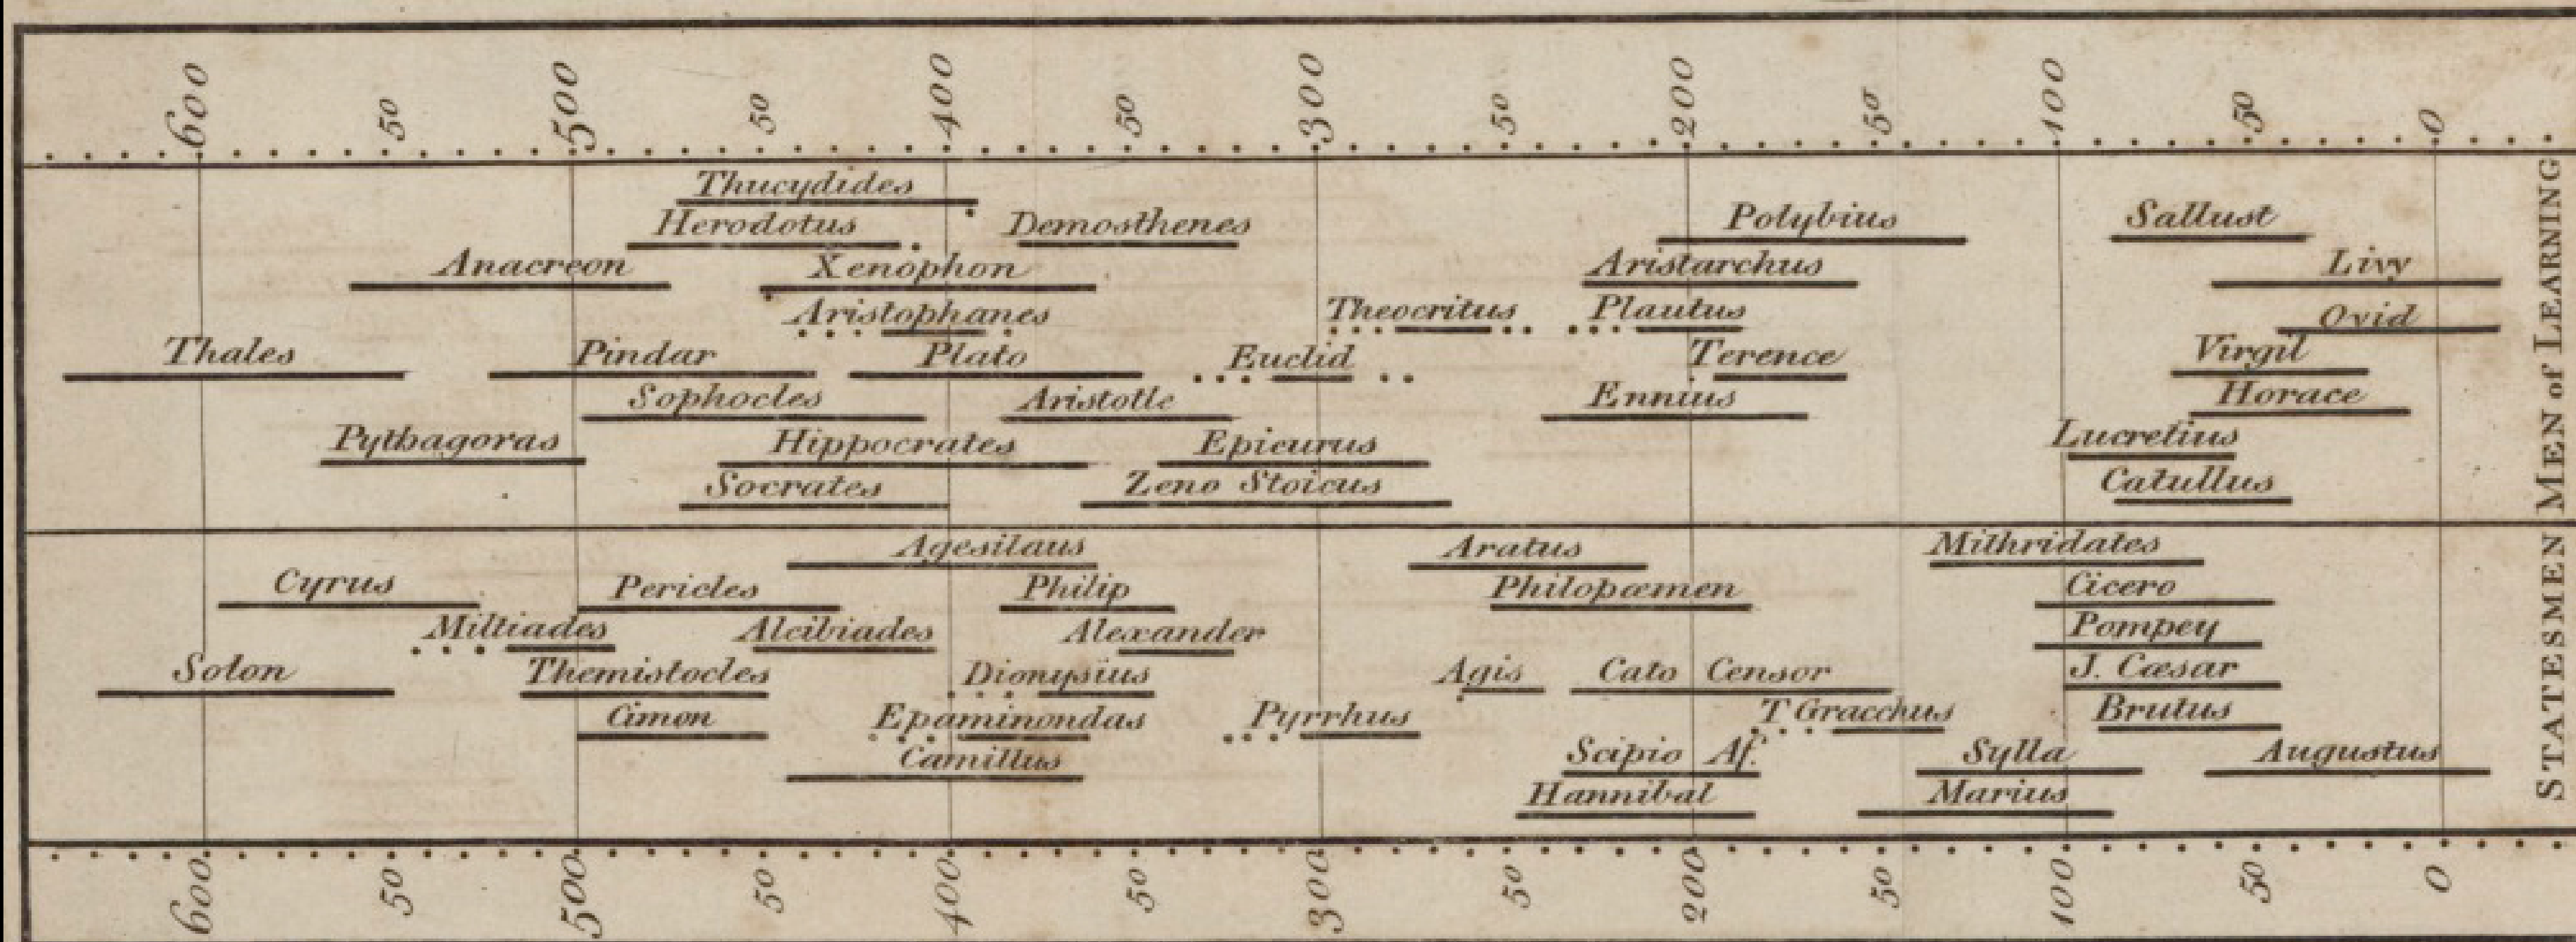 600 50 500 50 400 50 300 50 200 50 100 50 0
Thucydides
Herodotus Demosthenes Polybius Sallust
Anacreon Xenophon Aristarchus Livy
Aristophanes Theocritus Plautus Ovid
Thales Pindar Plato Euclid Terence Virgil
Sophocles Aristotle Ennius Horace
Pythagoras Hippocrates Epicurus Lucretius
Socrates Zeno Stoicus Catullus
MEN of LEARNING
Agesilaus Aratus Mithridates
Cyrus Pericles Philip Philopœmen Cicero
Miltiades Alcibiades Alexander Pompey
Solon Themistocles Dionysius Agis Cato Censor J. Cæsar
Cimon Epaminondas Pyrrhus T Gracchus Brutus
Camillus Scipio Af. Sylla Augustus
Hannibal Marius
STATESMEN
600 50 500 50 400 50 300 50 200 50 100 50 0